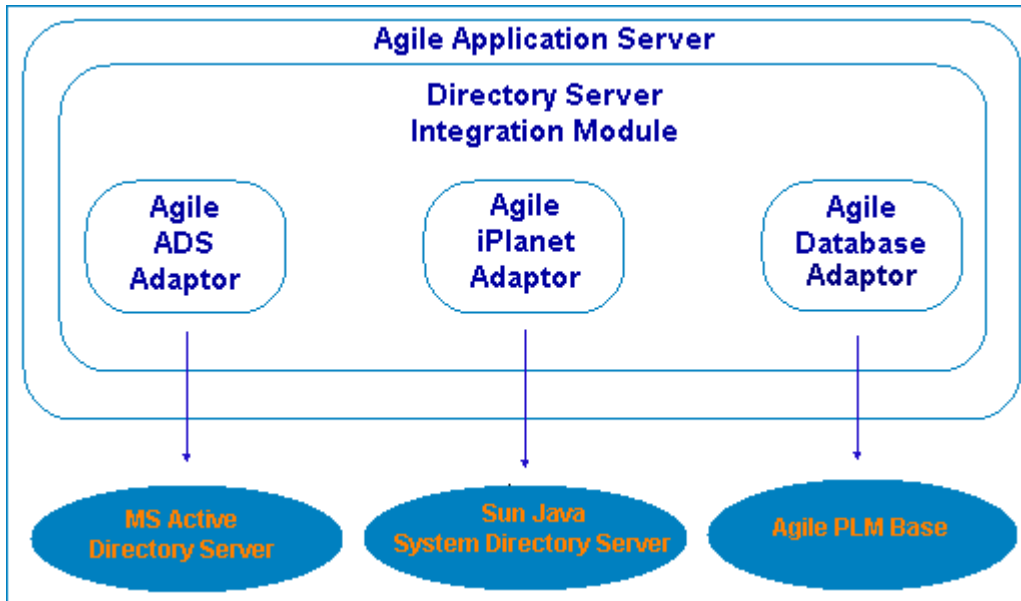 Agile Application Server
Directory Server
Integration Module
Agile
ADS
Adaptor
Agile
iPlanet
Adaptor
Agile
Database
Adaptor
MS Active
Directory Server
Sun Java
System Directory Server
Agile PLM Base